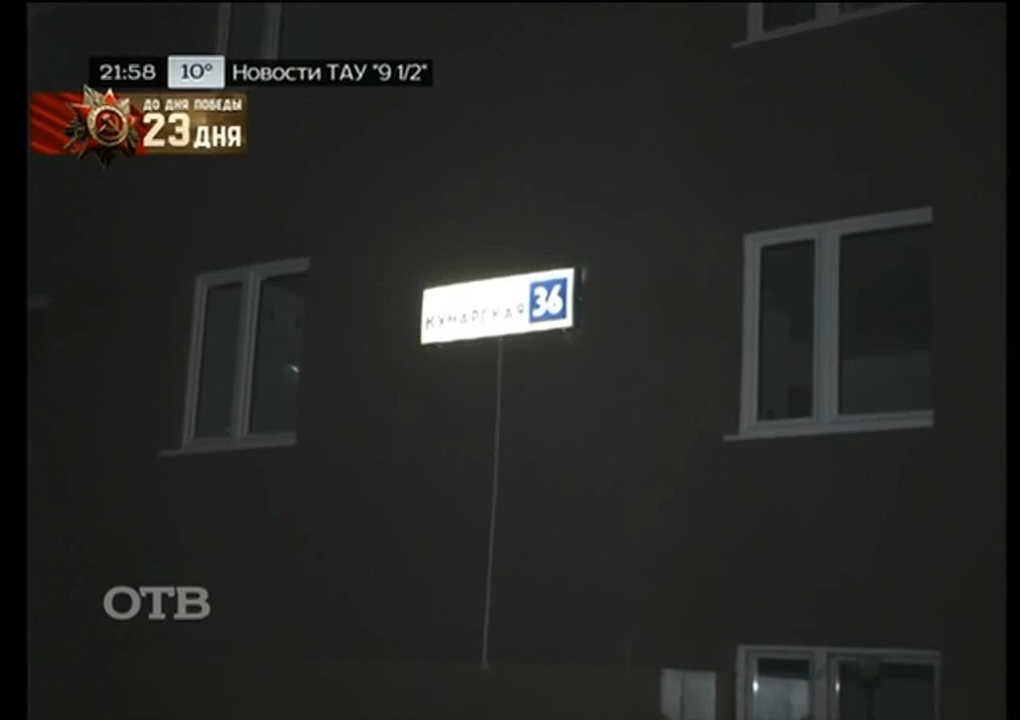 21:58 10° Новости ТАУ "9 1/2"
ДО ДНЯ ПОБЕДЫ
23 ДНЯ
КУНАРСКАЯ 36
ОТВ